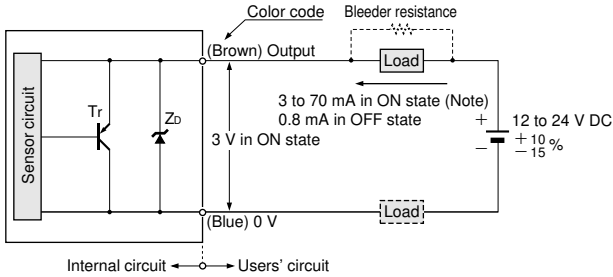 Color code
Bleeder resistance
(Brown) Output
Load
Sensor circuit
Tr
ZD
3 V in ON state
3 to 70 mA in ON state (Note)
0.8 mA in OFF state
+
−
12 to 24 V DC
+ 10
− 15 %
Load
(Blue) 0 V
Internal circuit
Users' circuit